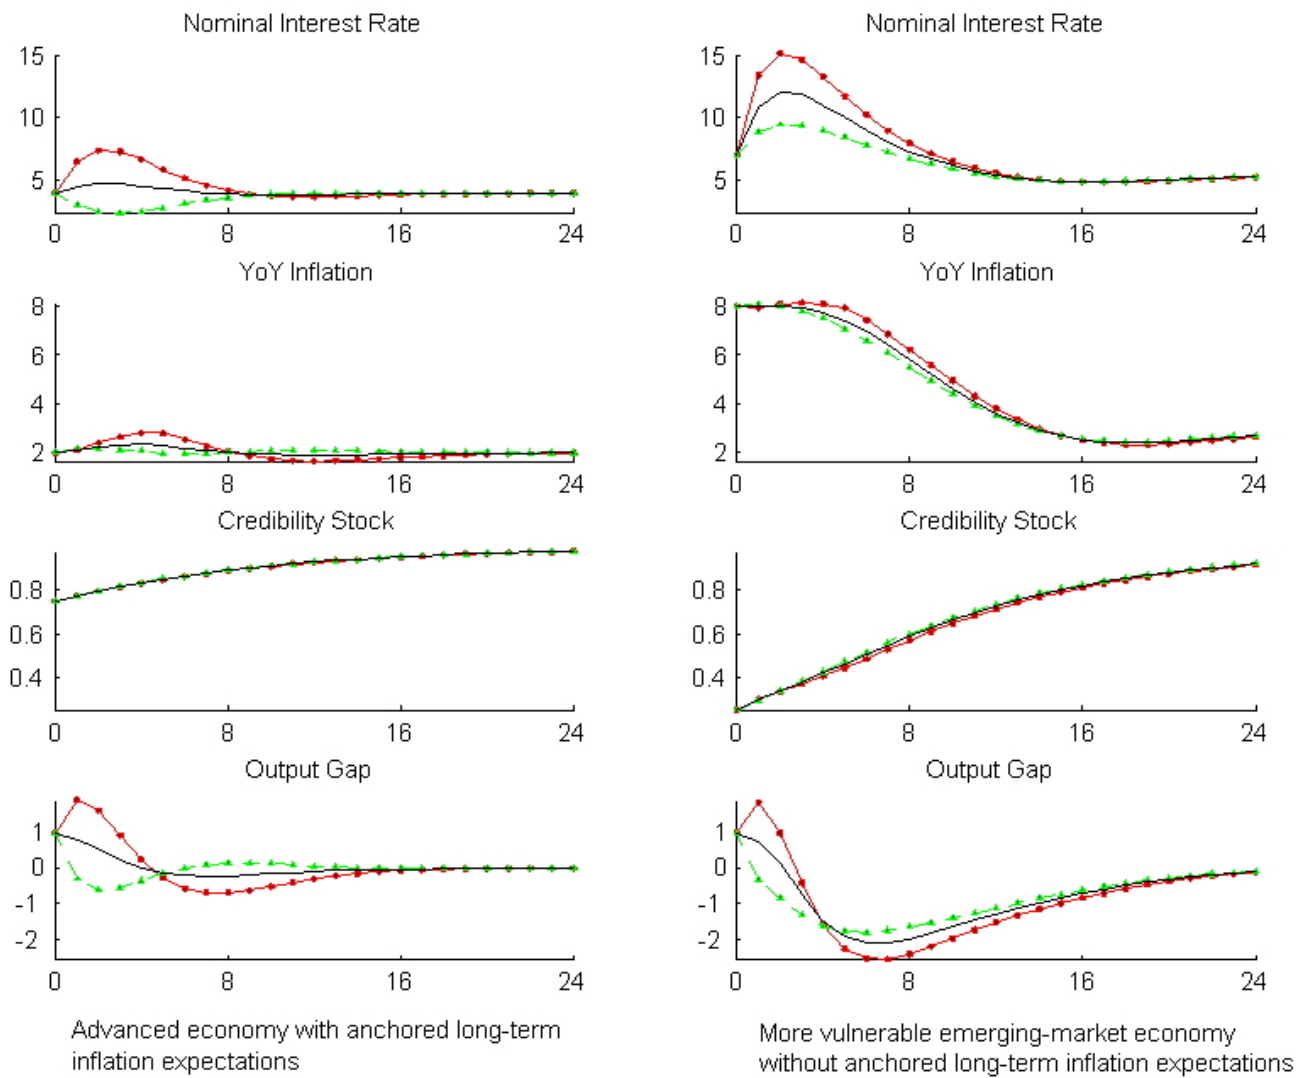 Nominal Interest Rate
15
10
5
0 8 16 24
YoY Inflation
8
6
4
2
0 8 16 24
Credibility Stock
0.8
0.6
0.4
0 8 16 24
Output Gap
1
0
-1
-2
0 8 16 24
Advanced economy with anchored long-term
inflation expectations
Nominal Interest Rate
15
10
5
0 8 16 24
YoY Inflation
8
6
4
2
0 8 16 24
Credibility Stock
0.8
0.6
0.4
0 8 16 24
Output Gap
1
0
-1
-2
0 8 16 24
More vulnerable emerging-market economy
without anchored long-term inflation expectations